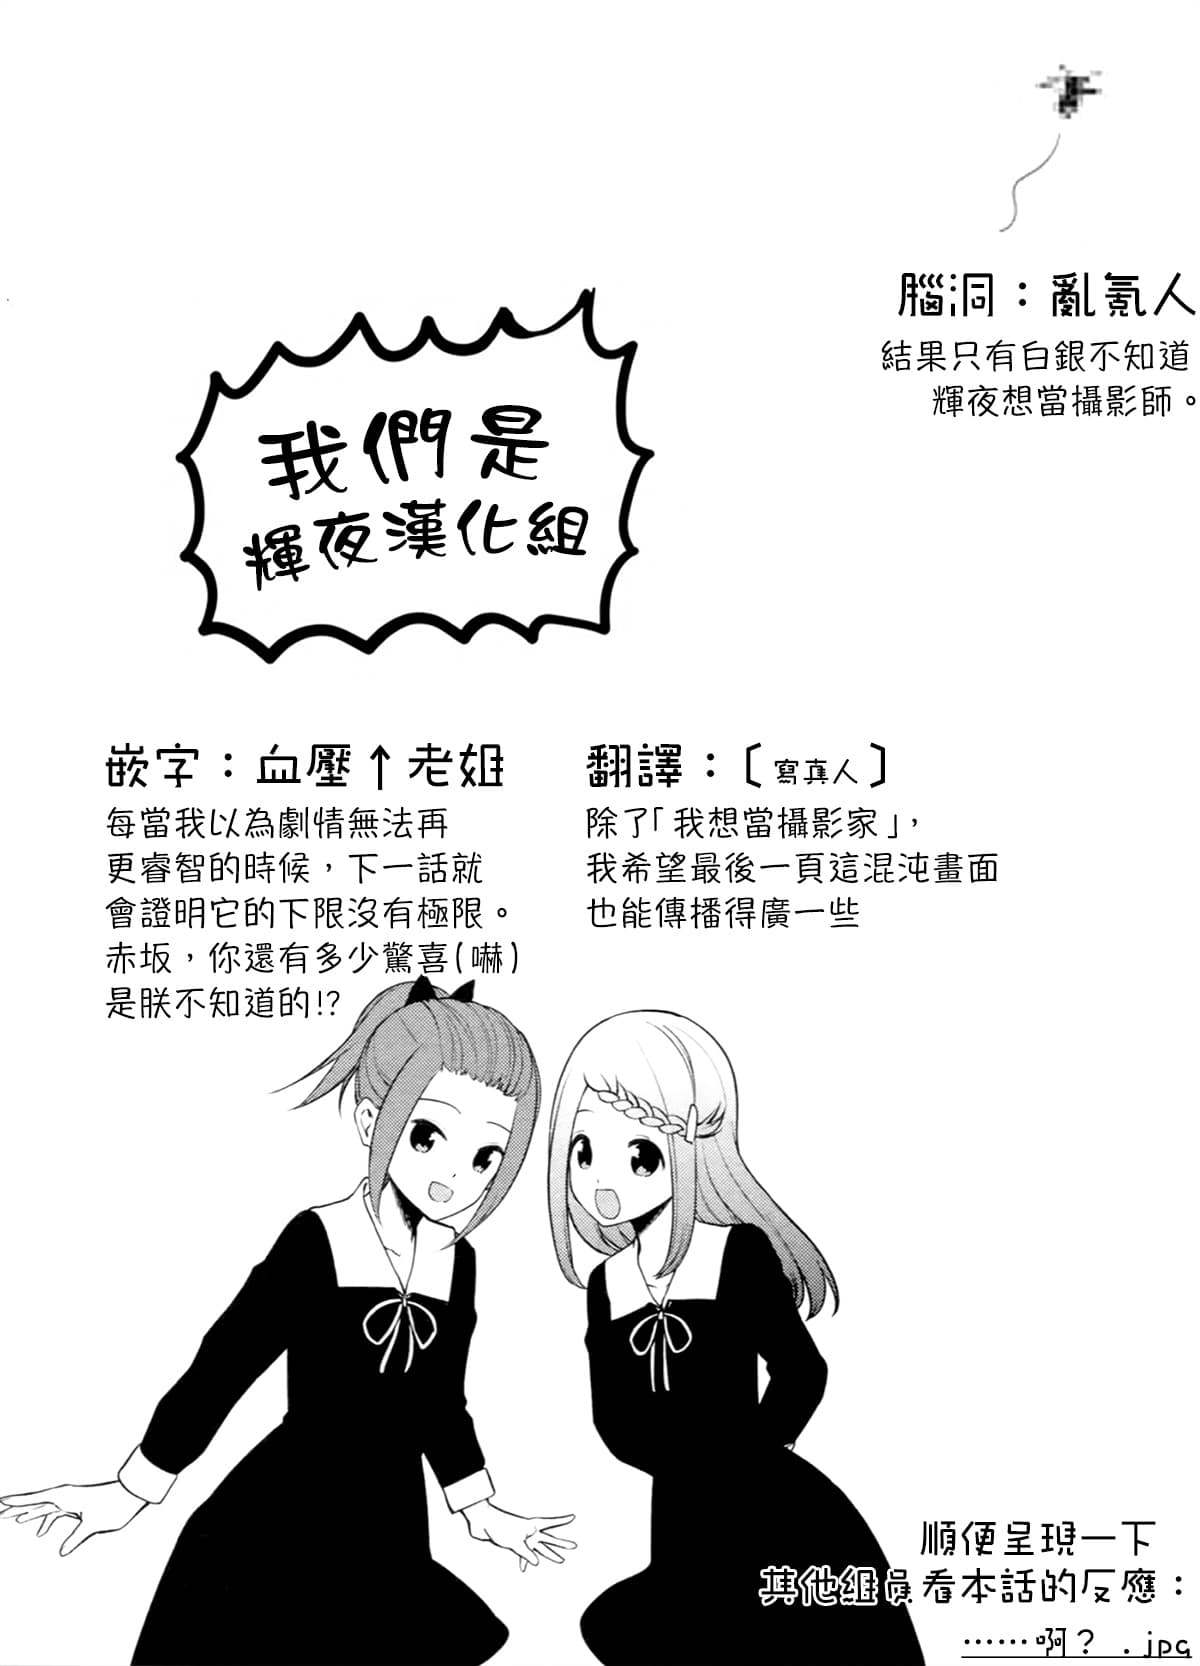 腦洞：亂氪人
結果只有白銀不知道
輝夜想當攝影師。
我們是
輝夜漢化組
嵌字：血壓↑老姐
每當我以為劇情無法再
更睿智的時候，下一話就
會證明它的下限沒有極限。
赤坂，你還有多少驚喜(嚇)
是朕不知道的!?
翻譯：〔寫真人〕
除了「我想當攝影家」，
我希望最後一頁這混沌畫面
也能傳播得廣一些
順便呈現一下
其他組員看本話的反應：
……啊？.jpg